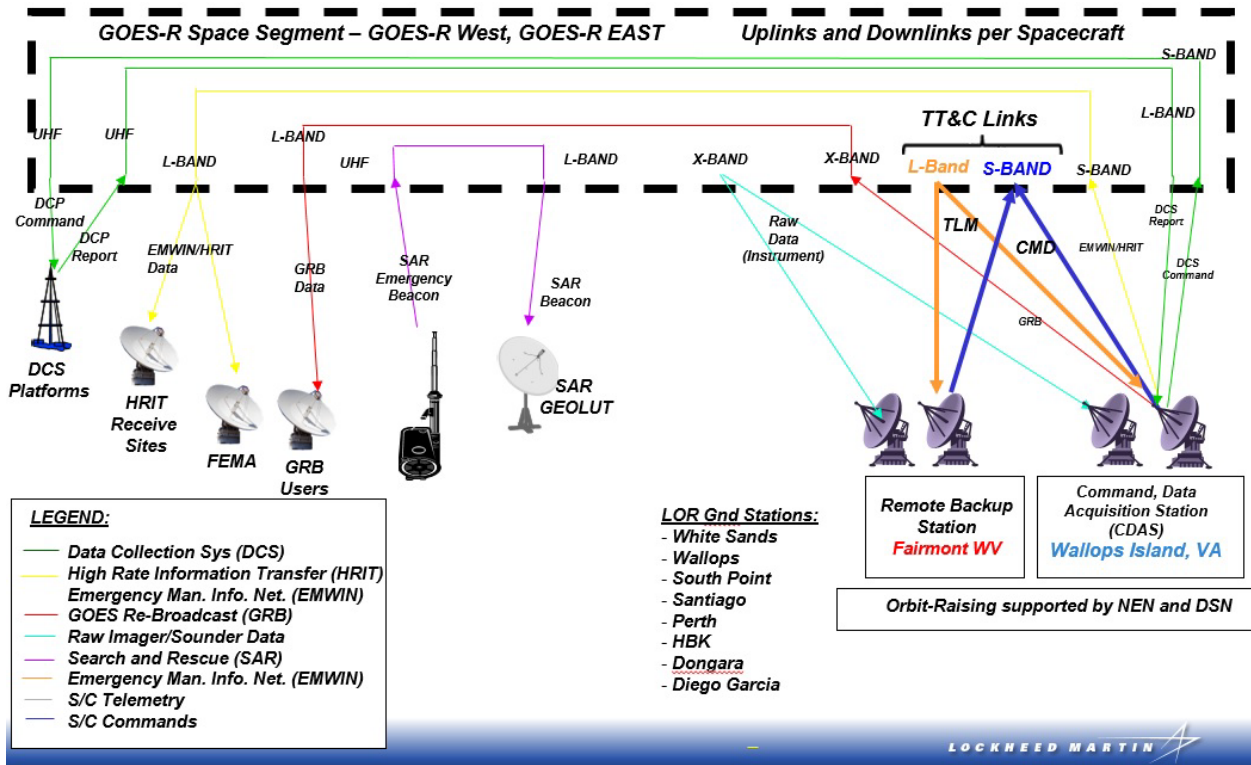 GOES-R Space Segment – GOES-R West, GOES-R EAST
Uplinks and Downlinks per Spacecraft
S-BAND
L-BAND
UHF
UHF
L-BAND
L-BAND
UHF
L-BAND
X-BAND
X-BAND
TT&C Links
L-Band
S-BAND
S-BAND
DCP
Command
DCP
Report
EMWIN/HRIT
Data
GRB
Data
SAR
Emergency
Beacon
SAR
Beacon
Raw
Data
(Instrument)
TLM
CMD
EMWIN/HRIT
DCS
Report
DCS
Command
GRB
DCS
Platforms
HRIT
Receive
Sites
FEMA
GRB
Users
SAR
GEOLUT
Remote Backup
Station
Fairmont WV
Command, Data
Acquisition Station
(CDAS)
Wallops Island, VA
Orbit-Raising supported by NEN and DSN
LEGEND:
Data Collection Sys (DCS)
High Rate Information Transfer (HRIT)
Emergency Man. Info. Net. (EMWIN)
GOES Re-Broadcast (GRB)
Raw Imager/Sounder Data
Search and Rescue (SAR)
Emergency Man. Info. Net. (EMWIN)
S/C Telemetry
S/C Commands
LOR Gnd Stations:
- White Sands
- Wallops
- South Point
- Santiago
- Perth
- HBK
- Dongara
- Diego Garcia
LOCKHEED MARTIN